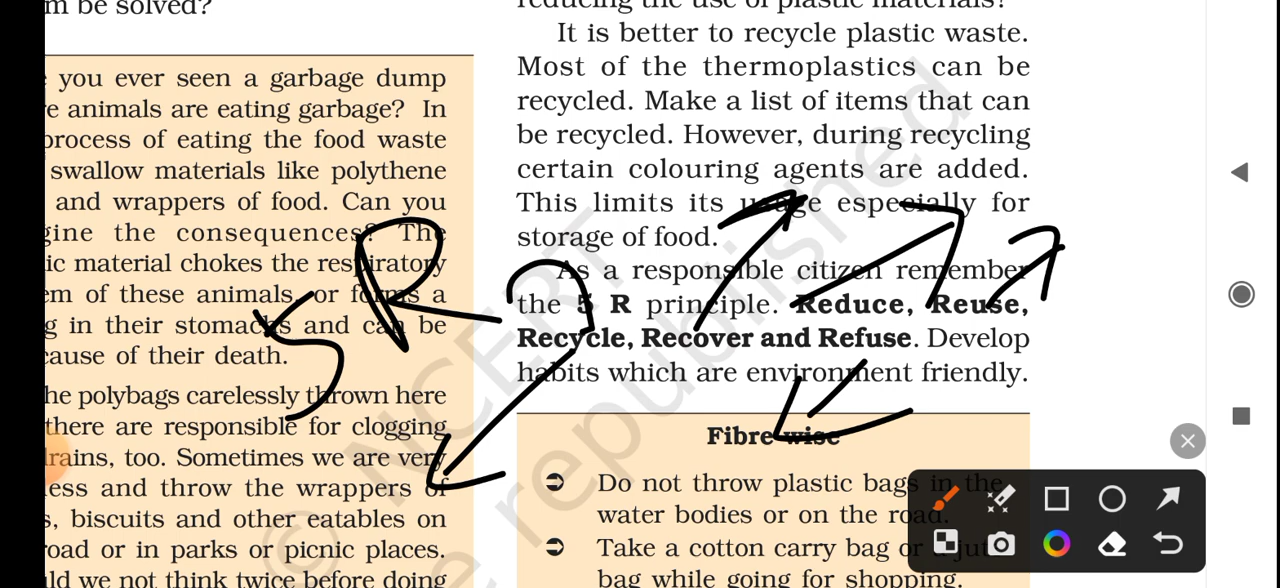 m be solved?
you ever seen a garbage dump
e animals are eating garbage? In
process of eating the food waste
swallow materials like polythene
and wrappers of food. Can you
gine the consequences? The
ic material chokes the respiratory
em of these animals, or forms a
g in their stomachs and can be
cause of their death.
he polybags carelessly thrown here
there are responsible for clogging
drains, too. Sometimes we are very
less and throw the wrappers of
s, biscuits and other eatables on
road or in parks or picnic places.
ld we not think twice before doing
5R
reducing the use of plastic materials?
It is better to recycle plastic waste.
Most of the thermoplastics can be
recycled. Make a list of items that can
be recycled. However, during recycling
certain colouring agents are added.
This limits its usage especially for
storage of food.
As a responsible citizen remember
the 5 R principle. Reduce, Reuse,
Recycle, Recover and Refuse. Develop
habits which are environment friendly.
Fibre wise
Do not throw plastic bags in the
water bodies or on the road.
Take a cotton carry bag or a jute
bag while going for shopping.
© NCERT
be republished